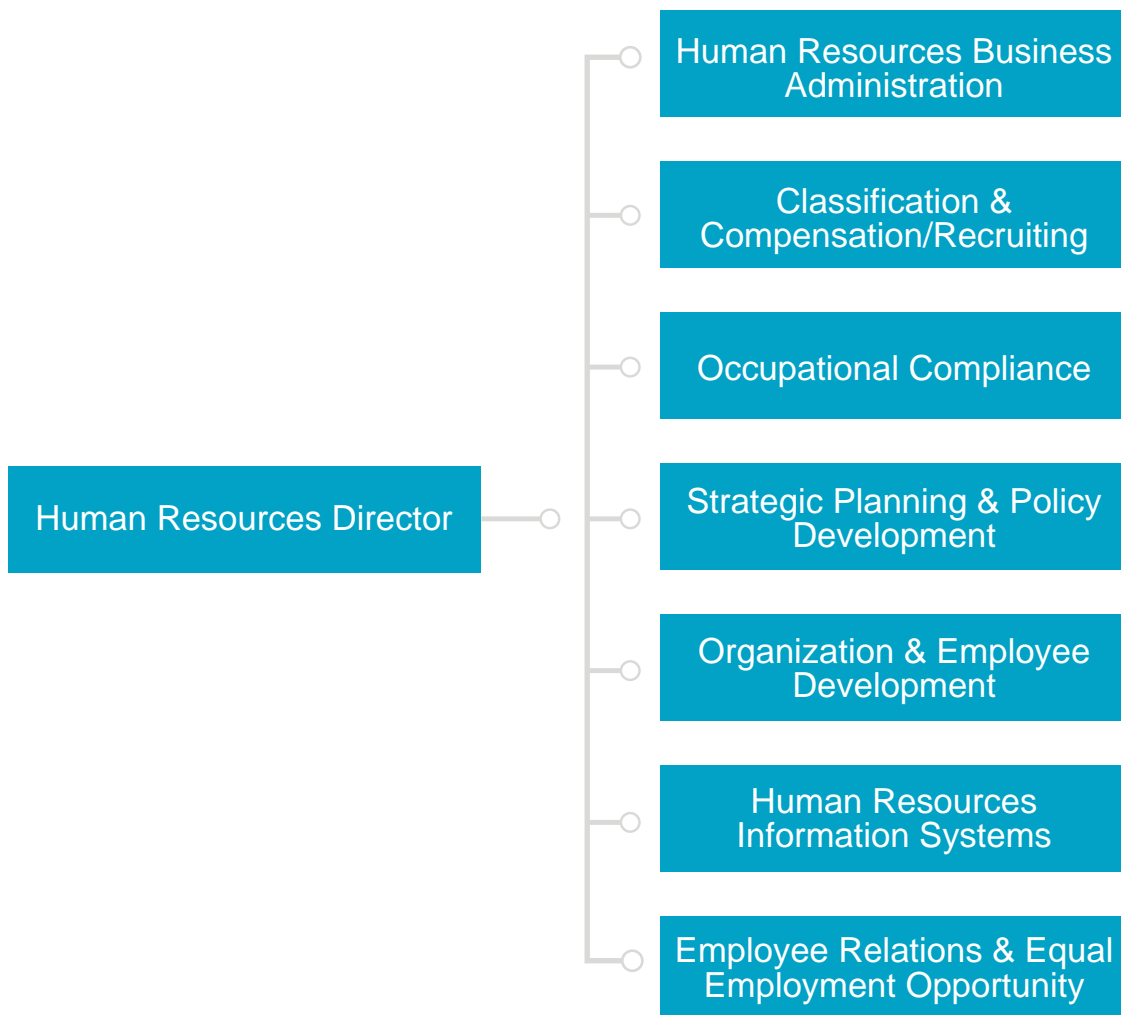 Human Resources Business
Administration
Classification &
Compensation/Recruiting
Occupational Compliance
Human Resources Director
Strategic Planning & Policy
Development
Organization & Employee
Development
Human Resources
Information Systems
Employee Relations & Equal
Employment Opportunity